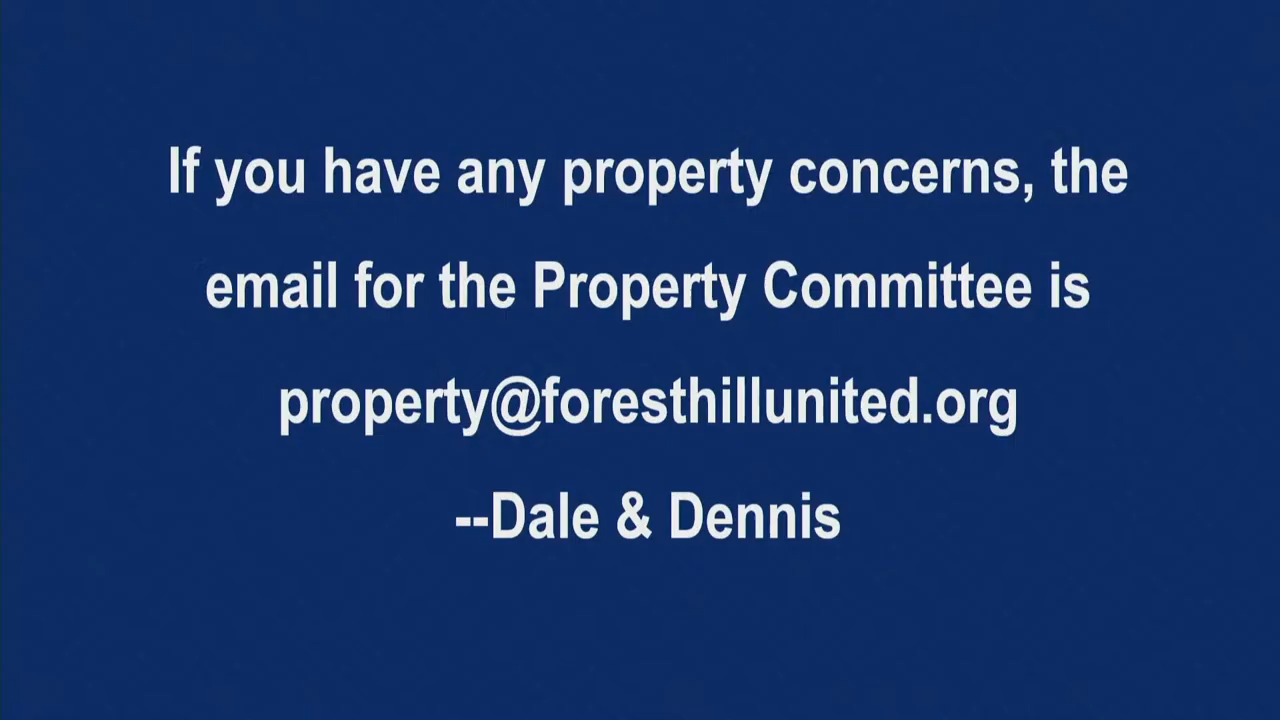 If you have any property concerns, the
email for the Property Committee is
property@foresthillunited.org
--Dale & Dennis